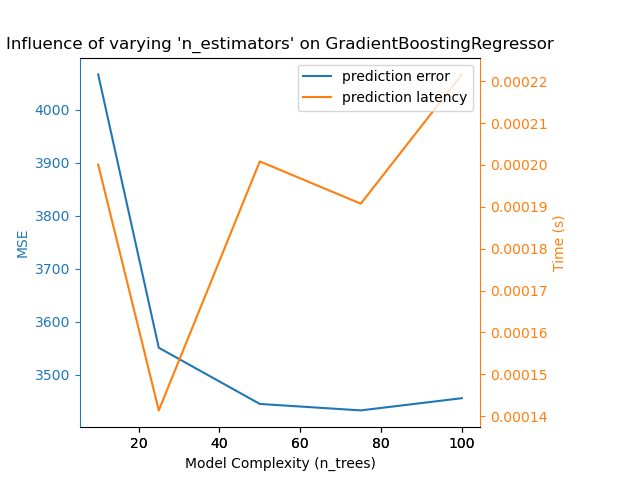 Influence of varying 'n_estimators' on GradientBoostingRegressor
prediction error
prediction latency
4000
3900
3800
3700
3600
3500
MSE
0.00022
0.00021
0.00020
0.00019
0.00018
0.00017
0.00016
0.00015
0.00014
Time (s)
20 40 60 80 100
Model Complexity (n_trees)